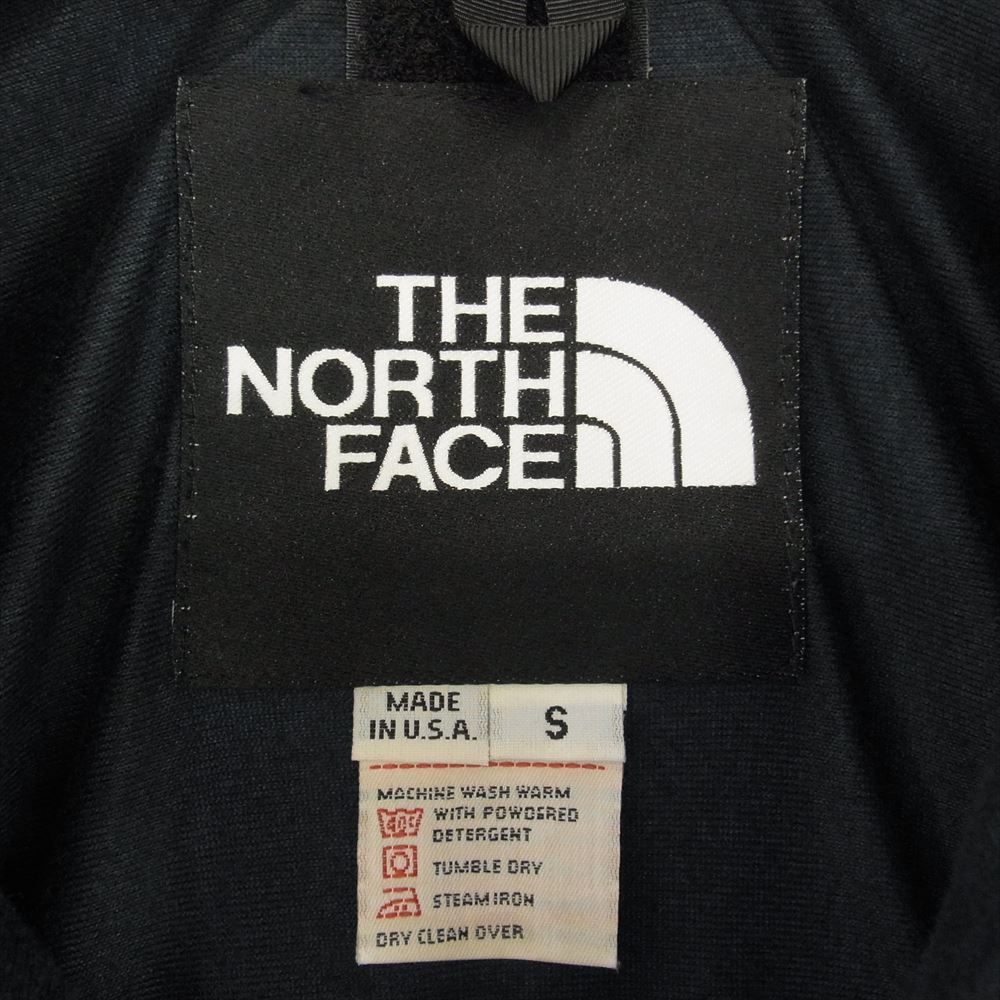 THE
NORTH
FACE
MADE
IN U.S.A.
S
MACHINE WASH WARM
WITH POWDERED
DETERGENT
TUMBLE DRY
STEAM IRON
DRY CLEAN OVER